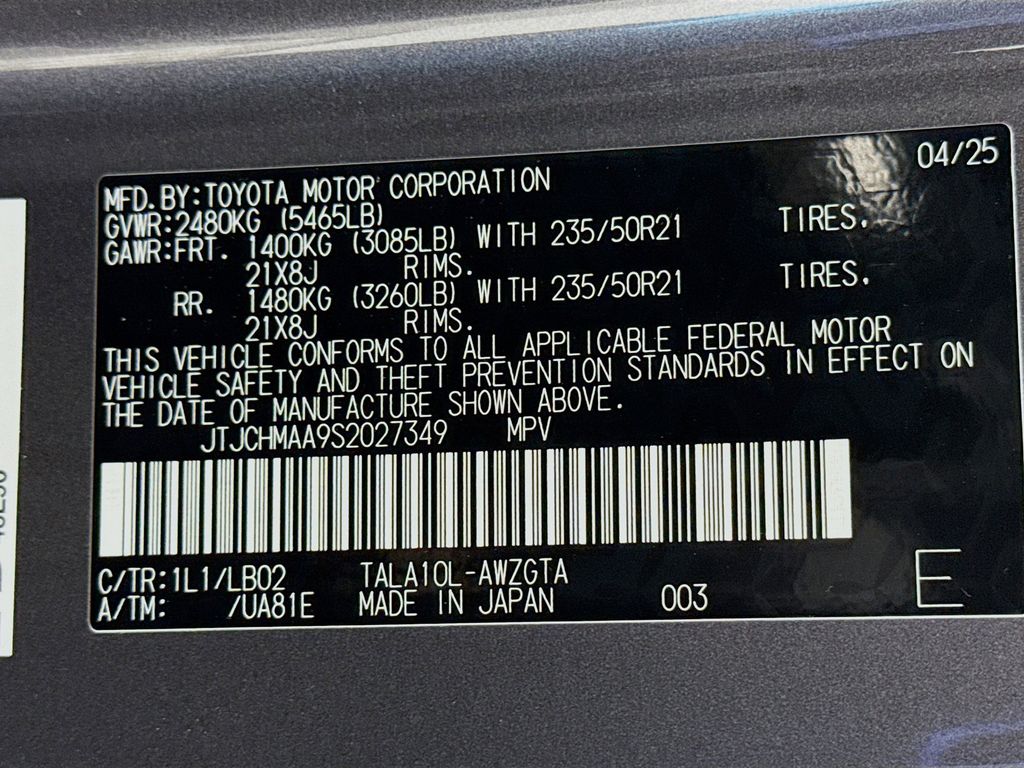 04/25
MFD.BY:TOYOTA MOTOR CORPORATION
GVWR:2480KG (5465LB)
GAWR:FRT. 1400KG (3085LB) WITH 235/50R21 TIRES.
21X8J RIMS.
RR. 1480KG (3260LB) WITH 235/50R21 TIRES.
21X8J RIMS.
THIS VEHICLE CONFORMS TO ALL APPLICABLE FEDERAL MOTOR
VEHICLE SAFETY AND THEFT PREVENTION STANDARDS IN EFFECT ON
THE DATE OF MANUFACTURE SHOWN ABOVE.
JTJCHMAA9S2027349 MPV
C/TR:1L1/LB02 TALA10L-AWZGTA
A/TM: /UA81E MADE IN JAPAN 003 E